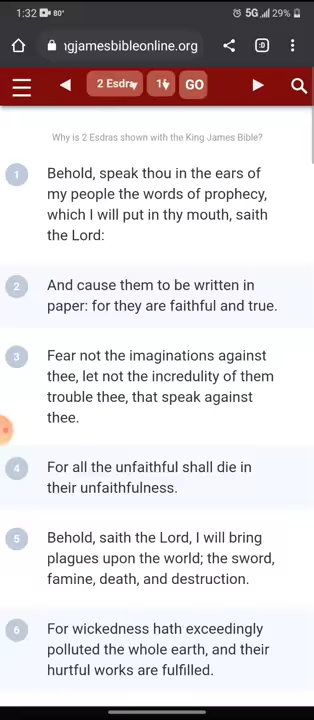 1:32 80°
5G 29%
ngjamesbibleonline.org
:D
2 Esdra GO
Why is 2 Esdras shown with the King James Bible?
1 Behold, speak thou in the ears of
my people the words of prophecy,
which I will put in thy mouth, saith
the Lord:
2 And cause them to be written in
paper: for they are faithful and true.
3 Fear not the imaginations against
thee, let not the incredulity of them
trouble thee, that speak against
thee.
4 For all the unfaithful shall die in
their unfaithfulness.
5 Behold, saith the Lord, I will bring
plagues upon the world; the sword,
famine, death, and destruction.
6 For wickedness hath exceedingly
polluted the whole earth, and their
hurtful works are fulfilled.